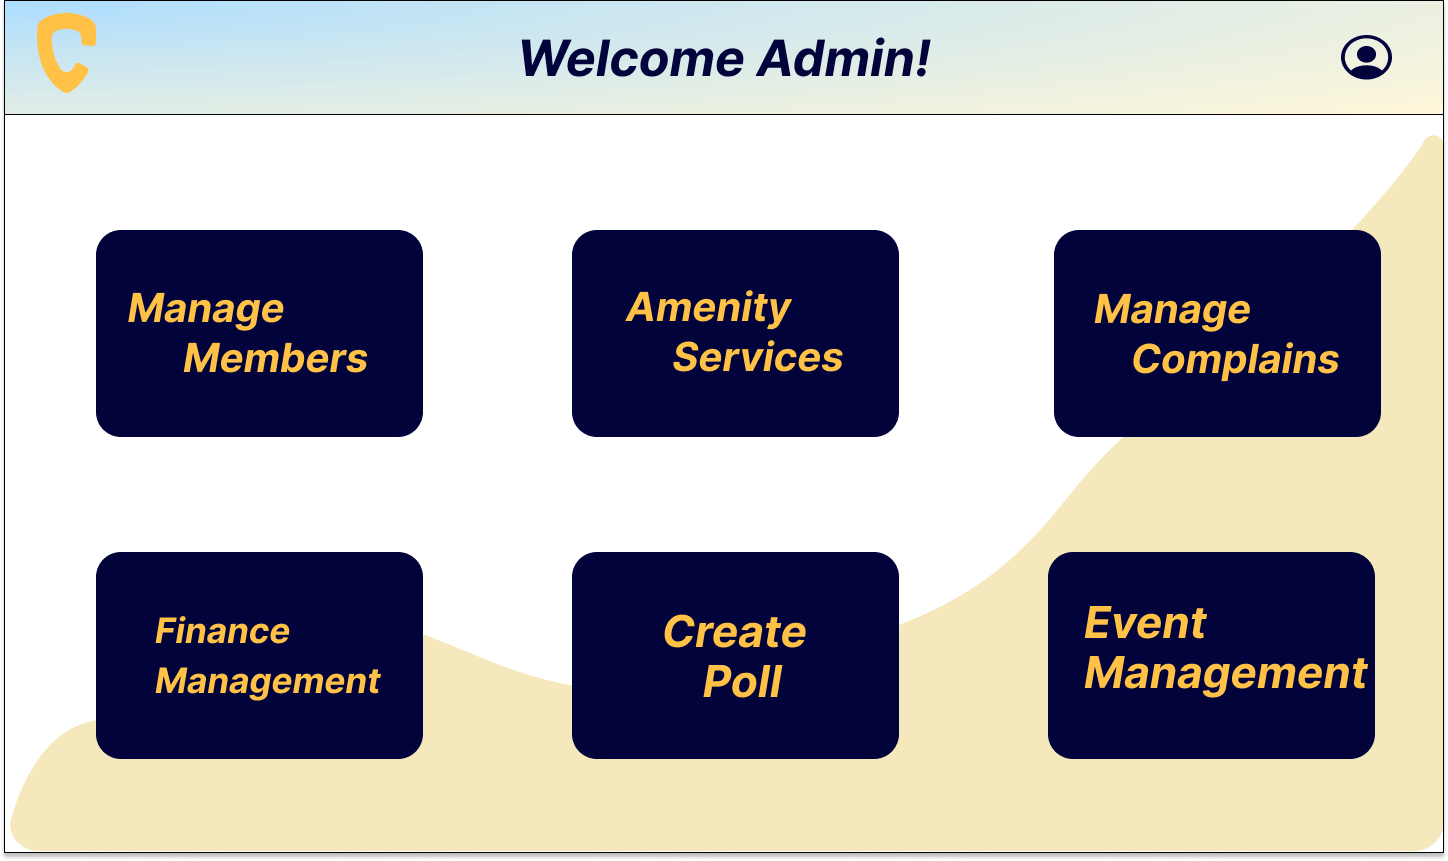 Welcome Admin!
Manage
Members
Amenity
Services
Manage
Complains
Finance
Management
Create
Poll
Event
Management